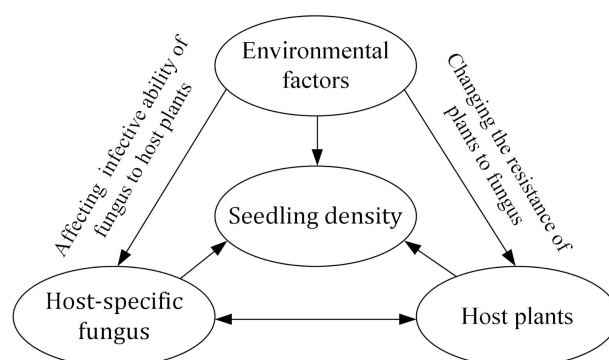 Environmental
factors
Affecting infective ability of
fungus to host plants
Changing the resistance of
plants to fungus
Seedling density
Host-specific
fungus
Host plants